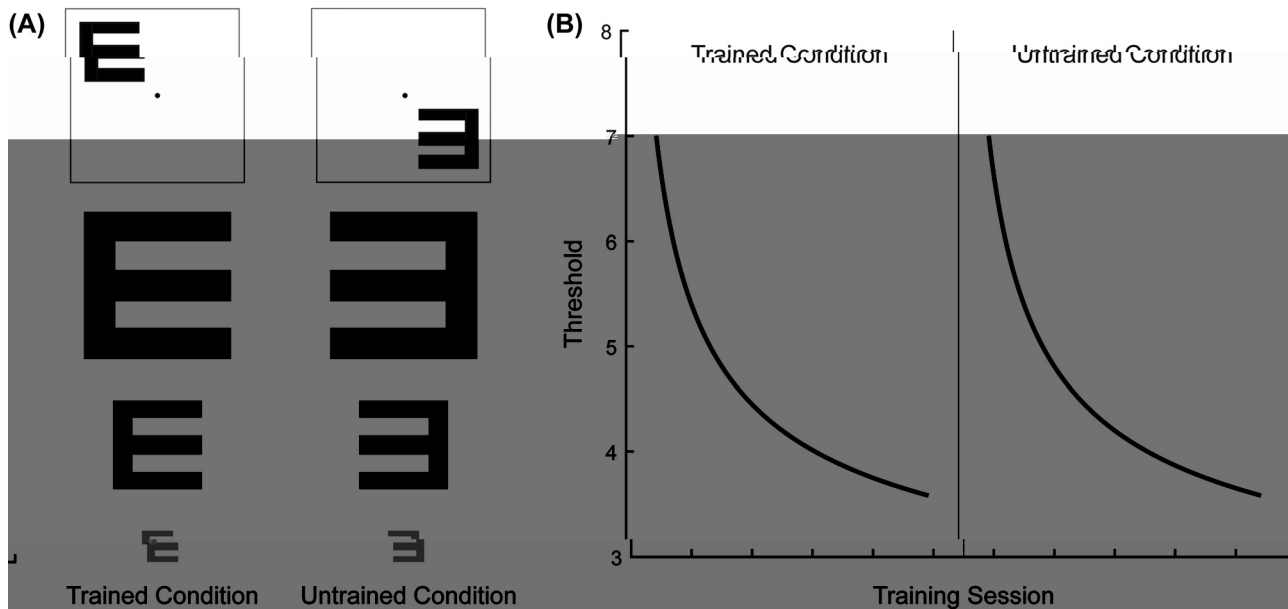 (A)
(B)
8
Trained Condition
Untrained Condition
7
6
5
4
3
Threshold
Trained Condition
Untrained Condition
Training Session